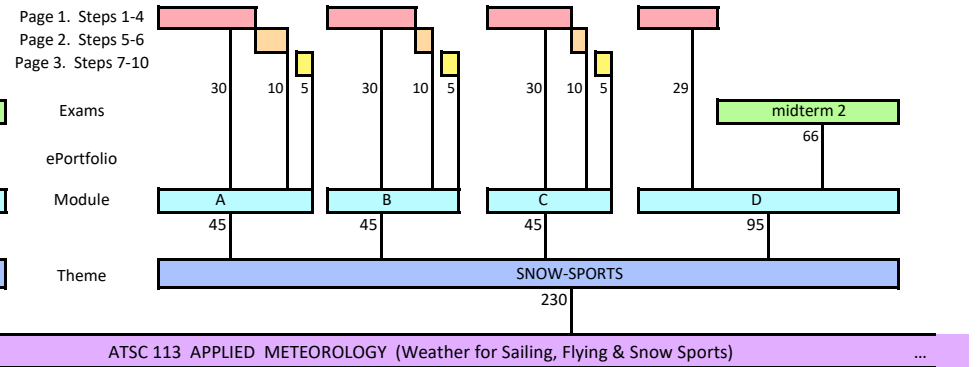 Page 1.  Steps 1-4
Page 2.  Steps 5-6
Page 3.  Steps 7-10
30 10 5 30 10 5 30 10 5 29
Exams midterm 2
66
ePortfolio
Module A B C D
45 45 45 95
Theme SNOW-SPORTS
230
ATSC 113  APPLIED  METEOROLOGY  (Weather for Sailing, Flying & Snow Sports) ...